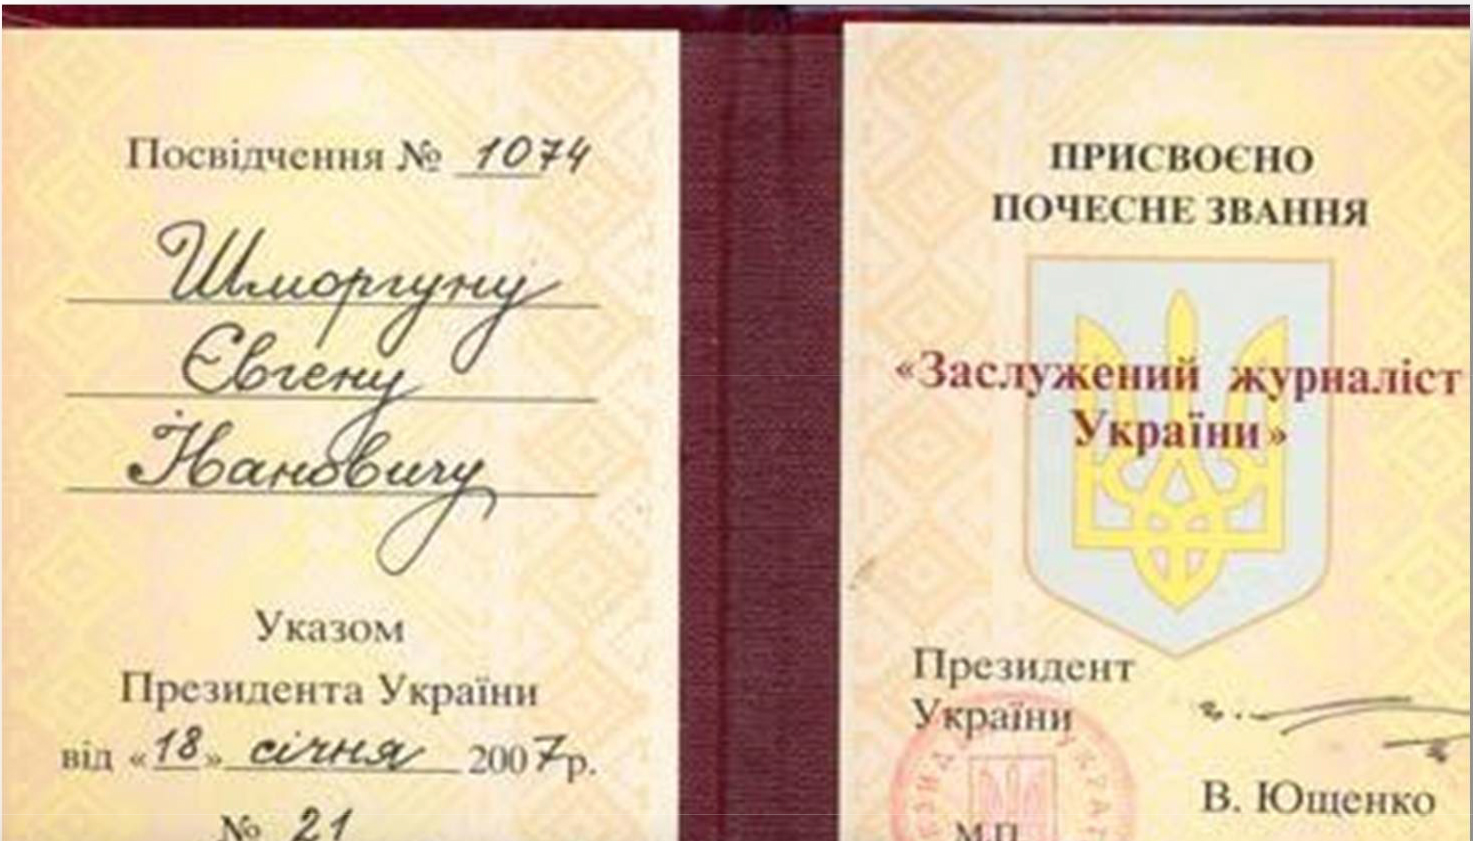 Посвідчення № 1074
Шморгуну
Євгену
Івановичу
Указом
Президента України
від «18» січня 2007р.
№ 21
ПРИСВОЄНО
ПОЧЕСНЕ ЗВАННЯ
«Заслужений журналіст
України»
Президент
України
В. Ющенко
М.П.